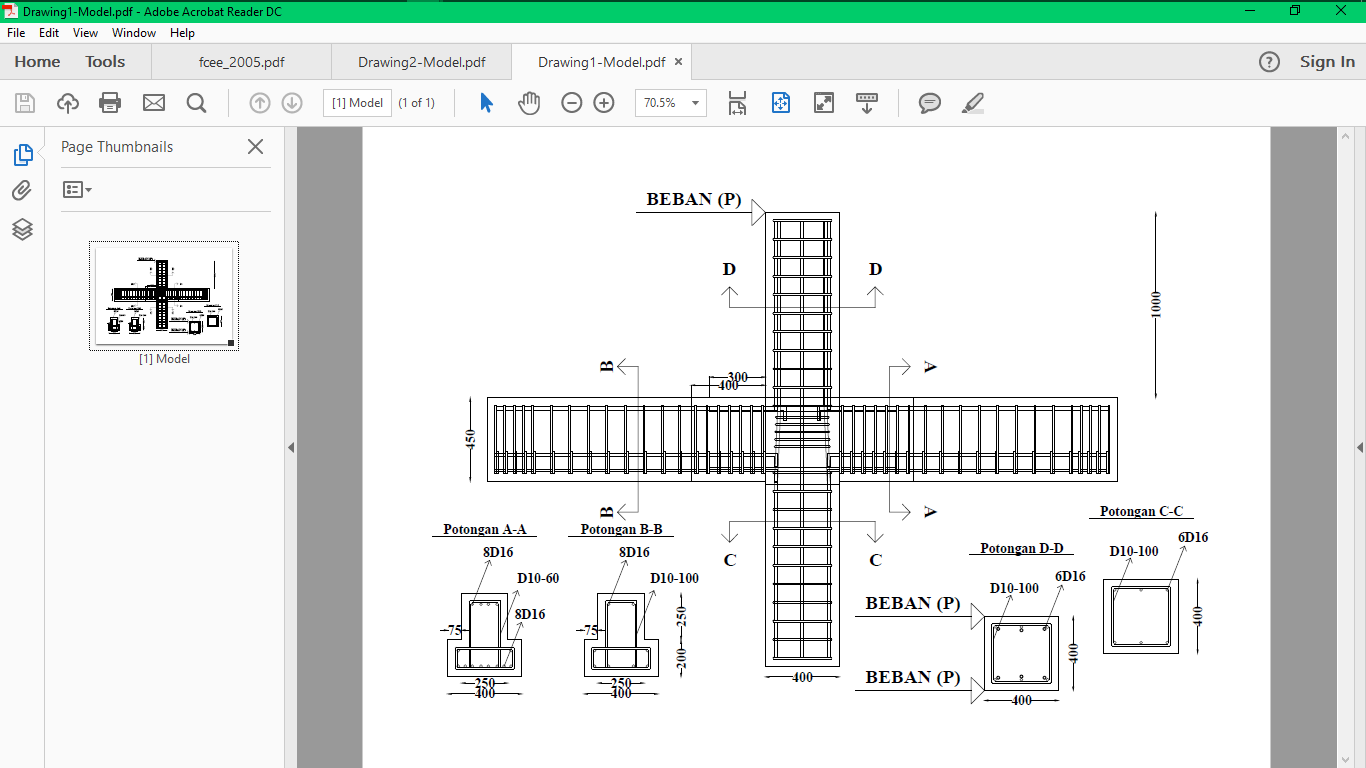 Drawing1-Model.pdf - Adobe Acrobat Reader DC
File Edit View Window Help
Home Tools fcee_2005.pdf Drawing2-Model.pdf Drawing1-Model.pdf × Sign In
[1] Model (1 of 1) 70.5%
Page Thumbnails
[1] Model
BEBAN (P)
D D
1000
B A
300
400
450
B A
C C
Potongan A-A
8D16
D10-60
8D16
75
250
400
Potongan B-B
8D16
D10-100
75
250
200
250
400
400
Potongan D-D
D10-100
6D16
BEBAN (P)
BEBAN (P)
400
400
Potongan C-C
D10-100
6D16
400